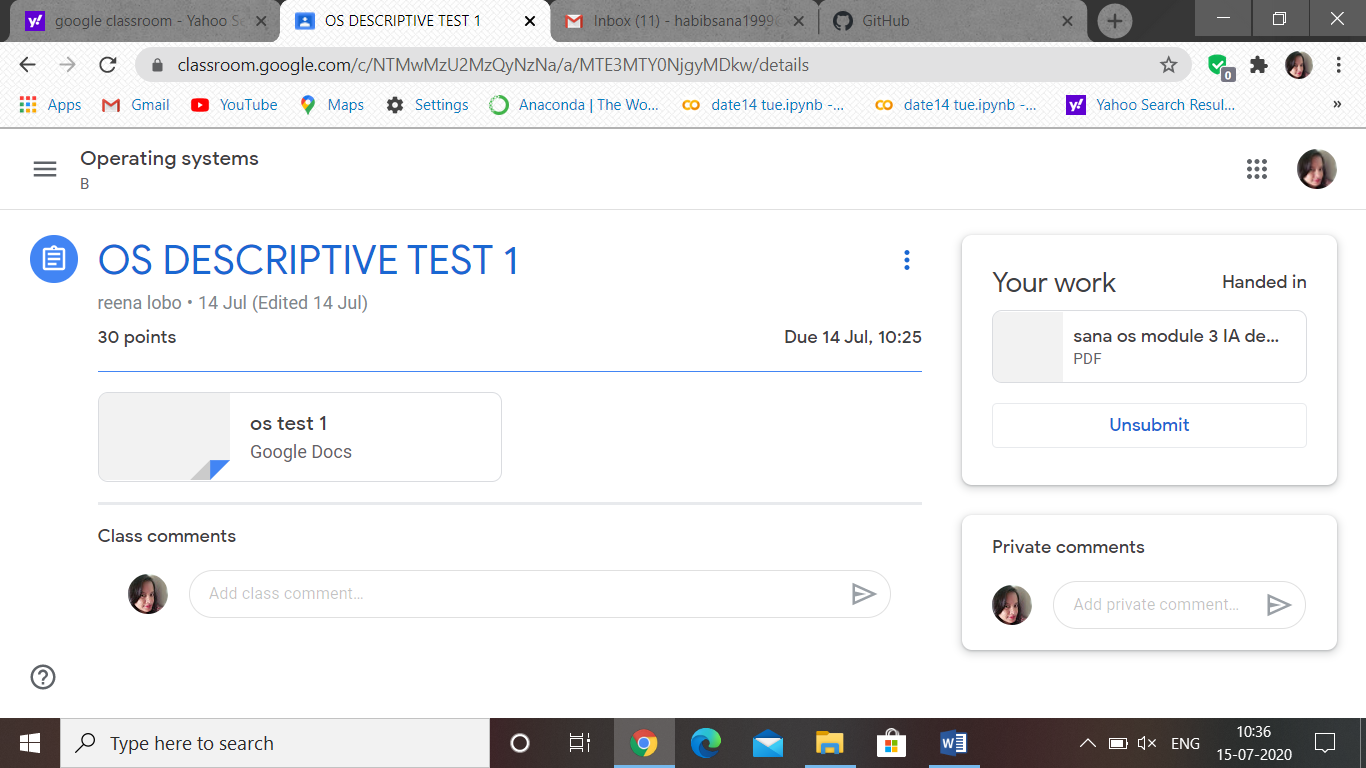 google classroom - Yahoo S
OS DESCRIPTIVE TEST 1
Inbox (11) - habibsana1999
GitHub
classroom.google.com/c/NTMwMzU2MzQyNzNa/a/MTE3MTY0NjgyMDkw/details
0
Apps
Gmail
YouTube
Maps
Settings
Anaconda | The Wo...
date14 tue.ipynb -...
date14 tue.ipynb -...
Yahoo Search Resul...
»
Operating systems
B
OS DESCRIPTIVE TEST 1
reena lobo • 14 Jul (Edited 14 Jul)
30 points
Due 14 Jul, 10:25
os test 1
Google Docs
Class comments
Add class comment...
Your work
Handed in
sana os module 3 IA de...
PDF
Unsubmit
Private comments
Add private comment...
Type here to search
ENG
10:36
15-07-2020